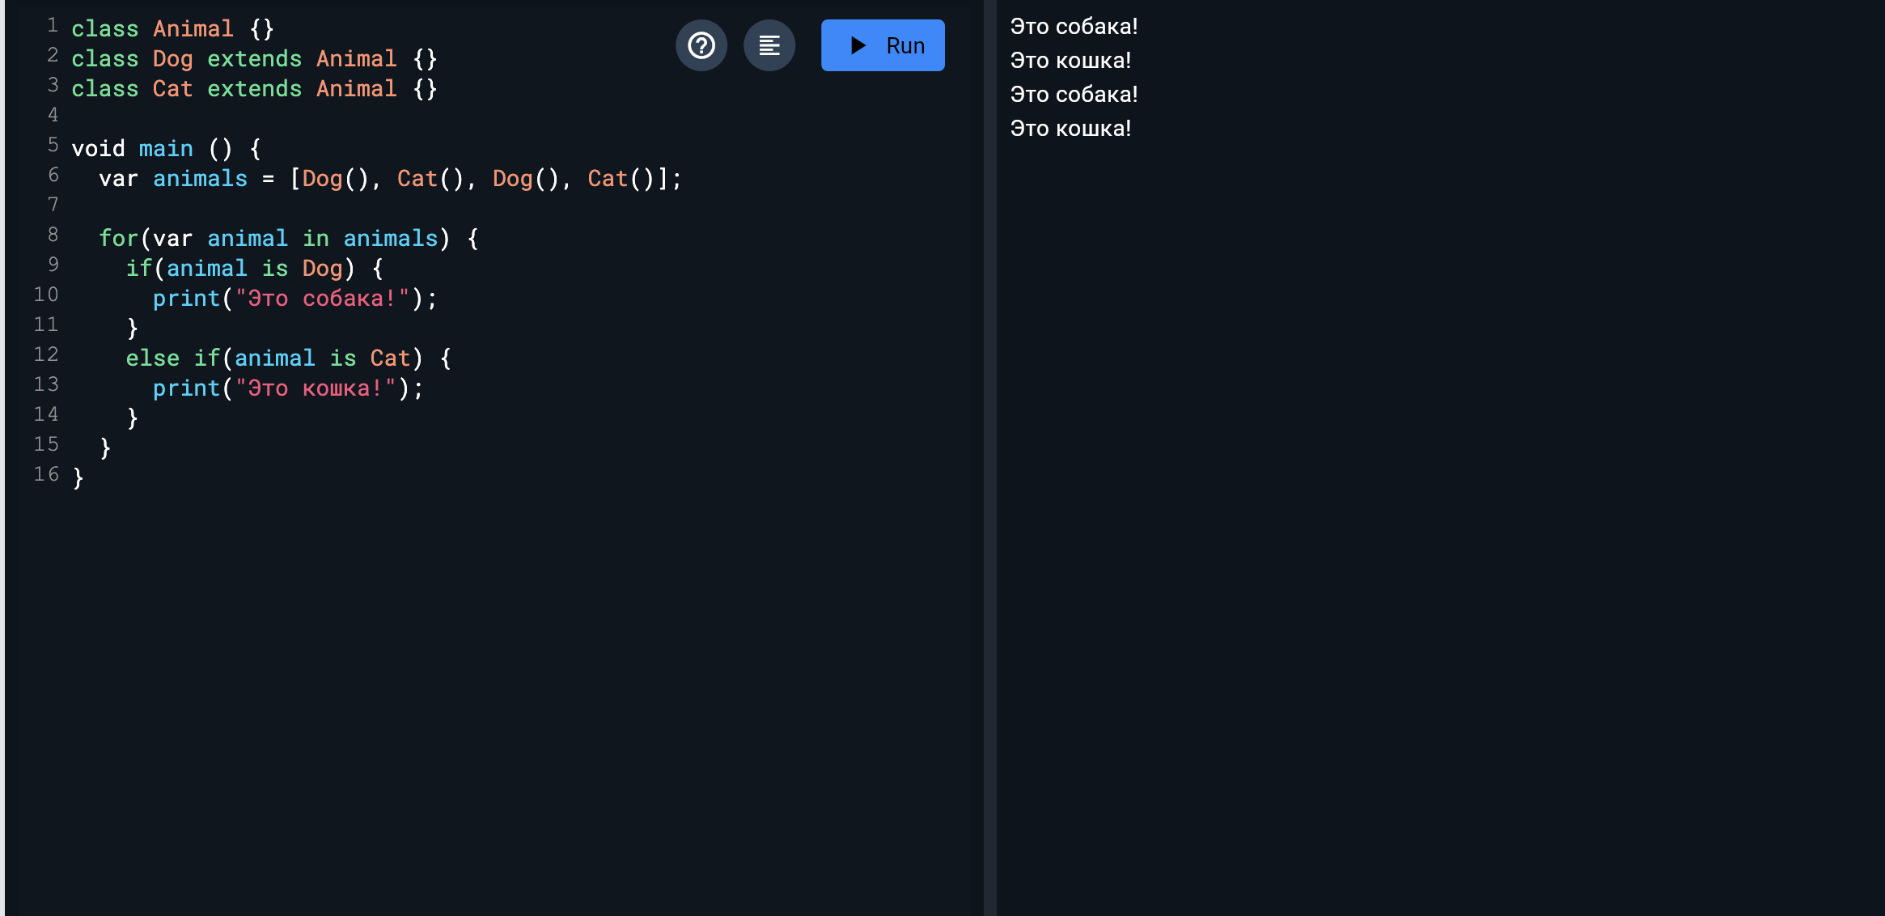 1 class Animal {}
2 class Dog extends Animal {}
3 class Cat extends Animal {}
4
5 void main () {
6   var animals = [Dog(), Cat(), Dog(), Cat()];
7
8   for(var animal in animals) {
9     if(animal is Dog) {
10       print("Это собака!");
11     }
12     else if(animal is Cat) {
13       print("Это кошка!");
14     }
15   }
16 }
Run
Это собака!
Это кошка!
Это собака!
Это кошка!